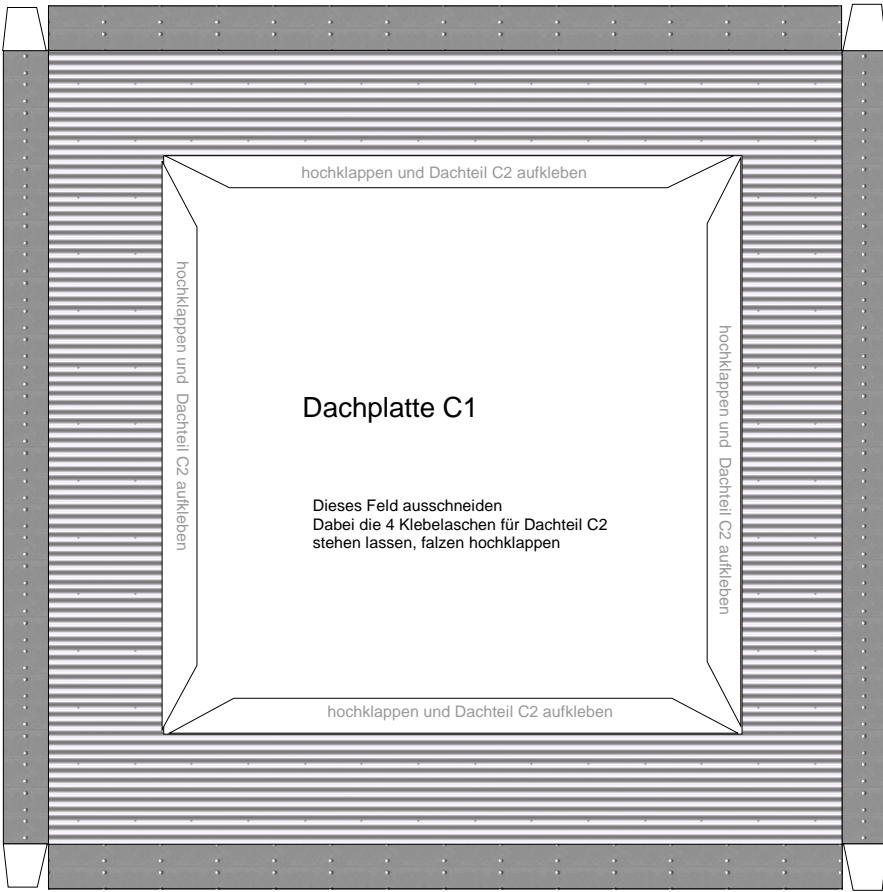 hochklappen und Dachteil C2 aufkleben
hochklappen und Dachteil C2 aufkleben
hochklappen und Dachteil C2 aufkleben
Dachplatte C1
Dieses Feld ausschneiden
Dabei die 4 Klebelaschen für Dachteil C2
stehen lassen, falzen hochklappen
hochklappen und Dachteil C2 aufkleben